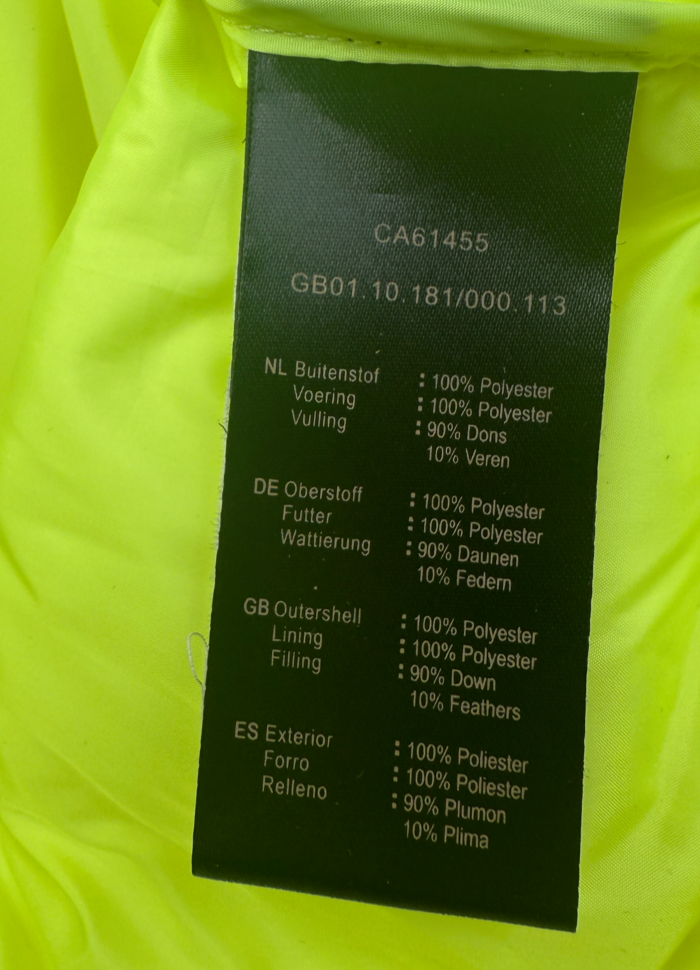 CA61455
GB01.10.181/000.113
NL Buitenstof : 100% Polyester
Voering : 100% Polyester
Vulling : 90% Dons
10% Veren
DE Oberstoff : 100% Polyester
Futter : 100% Polyester
Wattierung : 90% Daunen
10% Federn
GB Outershell : 100% Polyester
Lining : 100% Polyester
Filling : 90% Down
10% Feathers
ES Exterior : 100% Poliester
Forro : 100% Poliester
Relleno : 90% Plumon
10% Plima